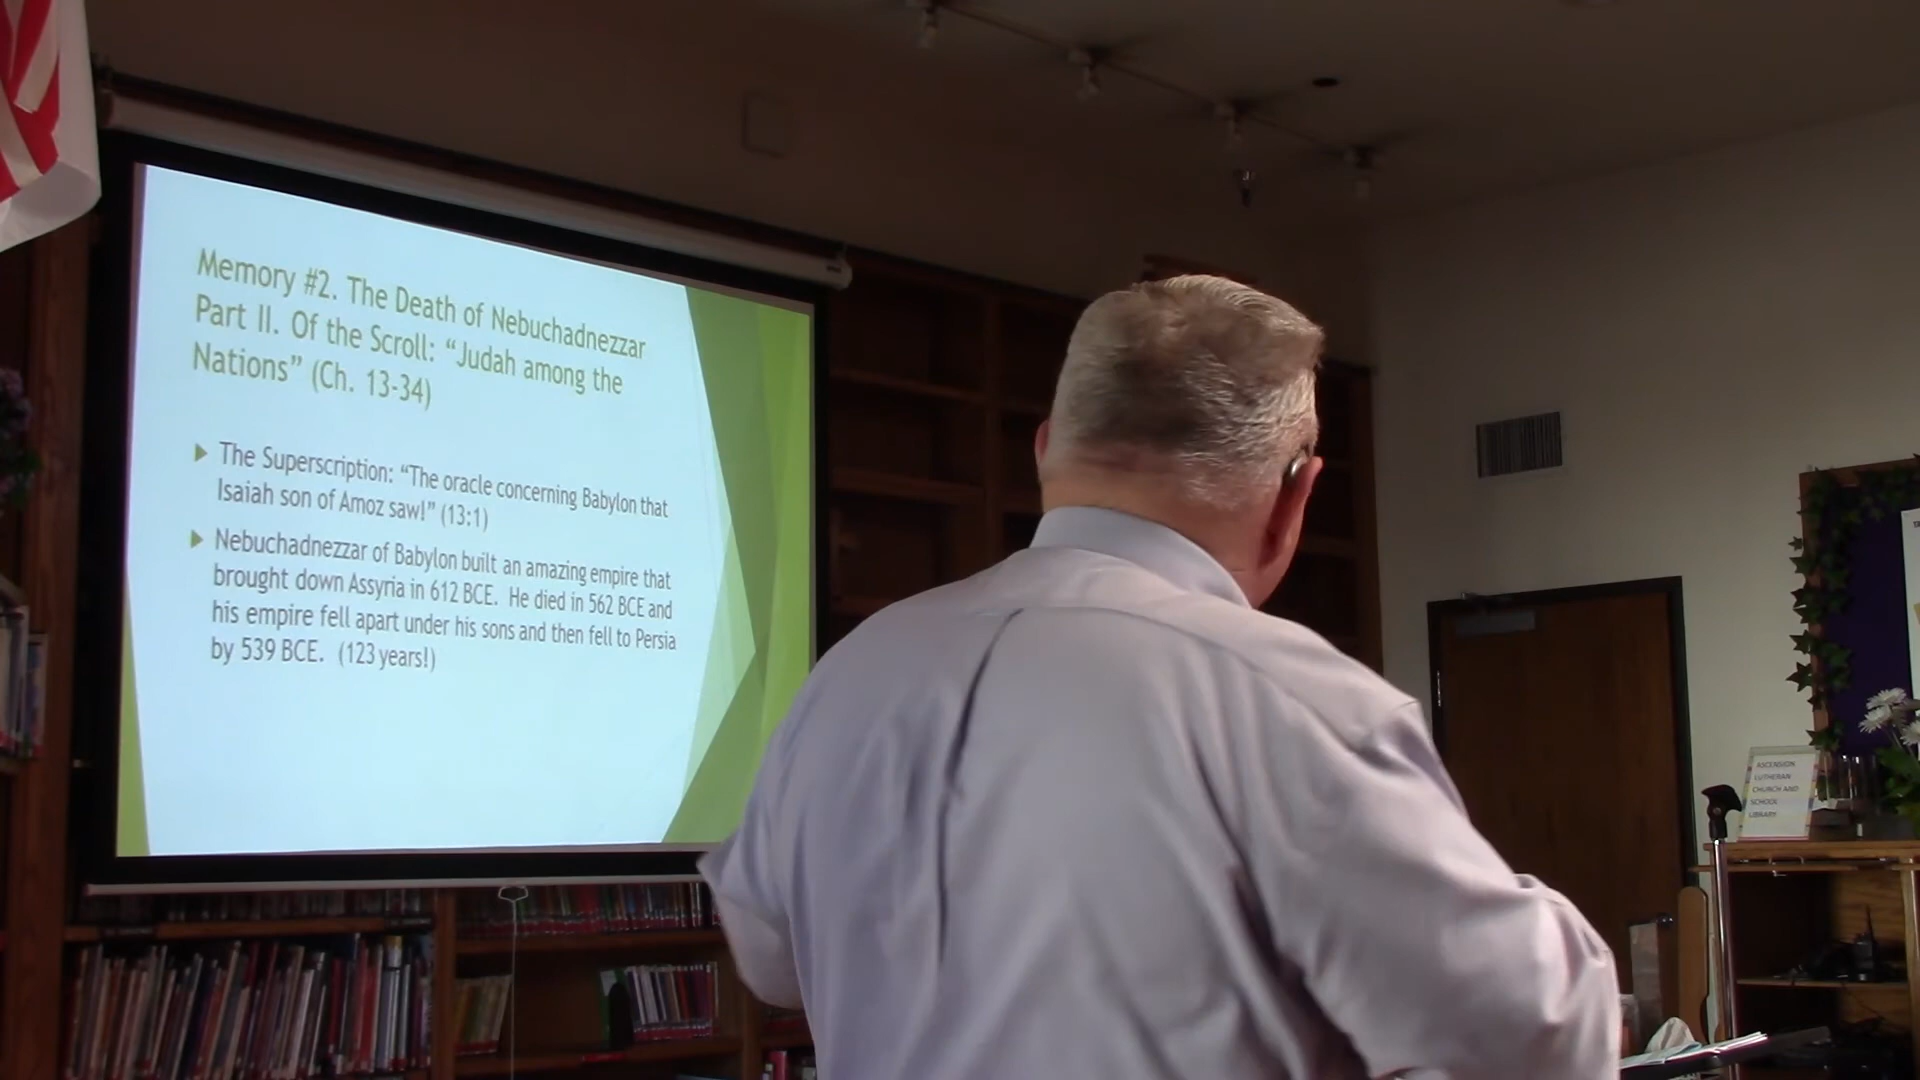 Memory #2. The Death of Nebuchadnezzar
Part II. Of the Scroll: “Judah among the
Nations” (Ch. 13-34)
The Superscription: “The oracle concerning Babylon that
Isaiah son of Amoz saw!” (13:1)
Nebuchadnezzar of Babylon built an amazing empire that
brought down Assyria in 612 BCE. He died in 562 BCE and
his empire fell apart under his sons and then fell to Persia
by 539 BCE. (123 years!)
ASCENSION
LUTHERAN
CHURCH AND
SCHOOL
LIBRARY